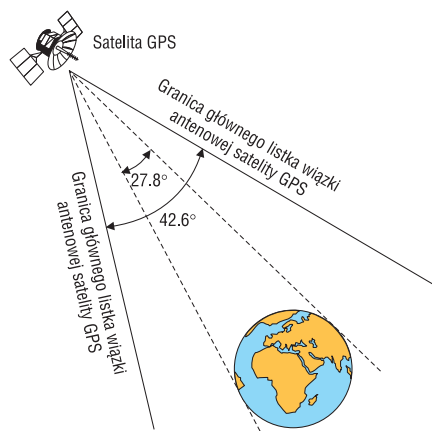 Satelita GPS
Granica głównego listka wiązki
antenowej satelity GPS
27.8°
42.6°
Granica głównego listka wiązki
antenowej satelity GPS